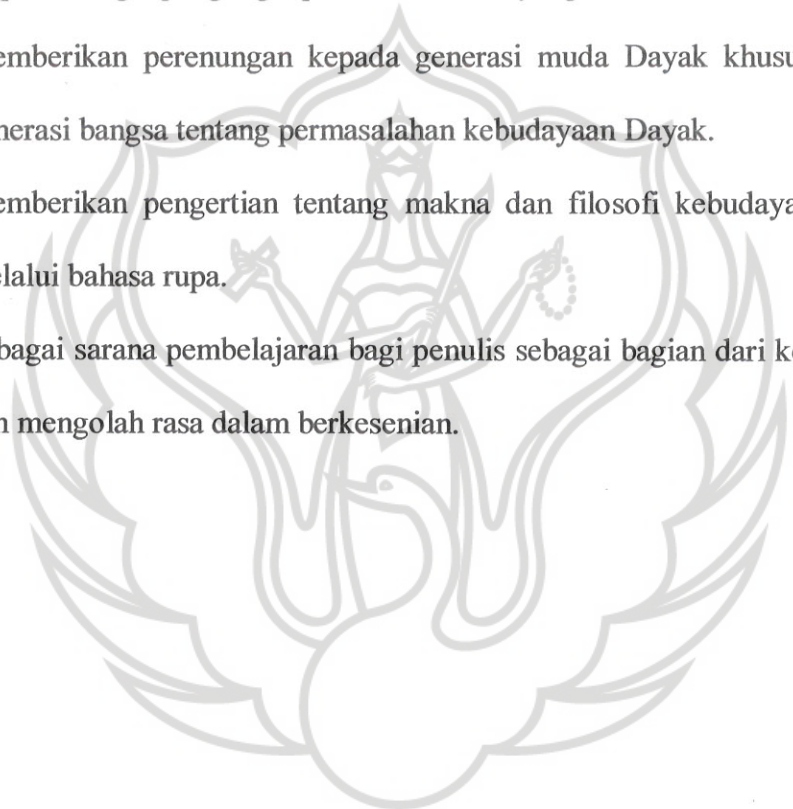 emberikan perenungan kepada generasi muda Dayak khusu
nerasi bangsa tentang permasalahan kebudayaan Dayak.
emberikan pengertian tentang makna dan filosofi kebudaya
elalui bahasa rupa.
bagai sarana pembelajaran bagi penulis sebagai bagian dari k
n mengolah rasa dalam berkesenian.